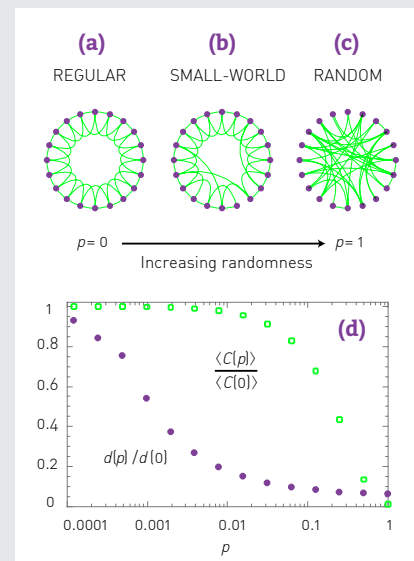 (a) (b) (c)
REGULAR SMALL-WORLD RANDOM
p = 0 p = 1
Increasing randomness
(d)
1
0.8
0.6
0.4
0.2
0
⟨C(p)⟩
⟨C(0)⟩
d(p) / d(0)
0.0001 0.001 0.01 0.1 1
p